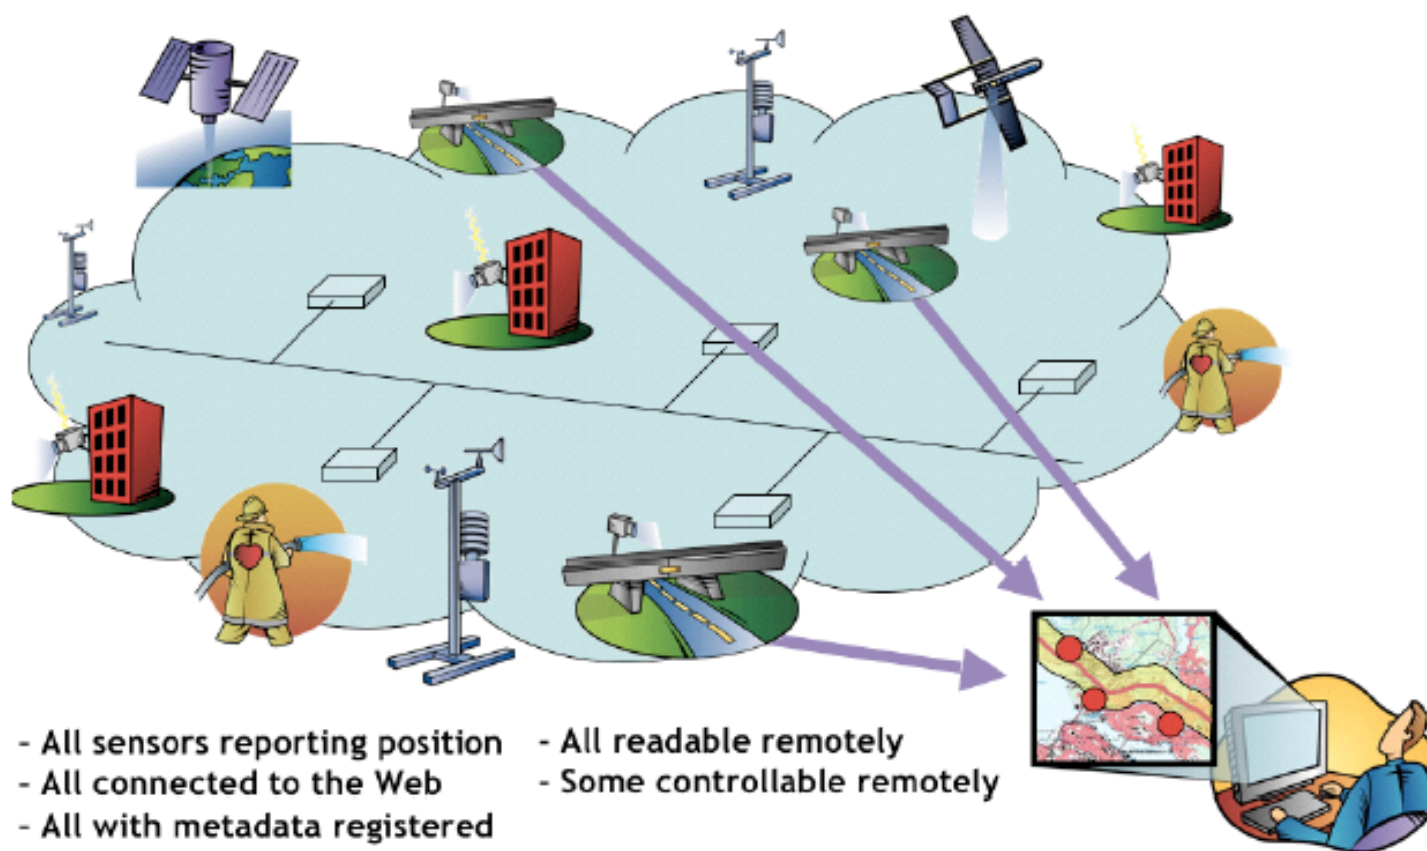 - All sensors reporting position
- All connected to the Web
- All with metadata registered
- All readable remotely
- Some controllable remotely